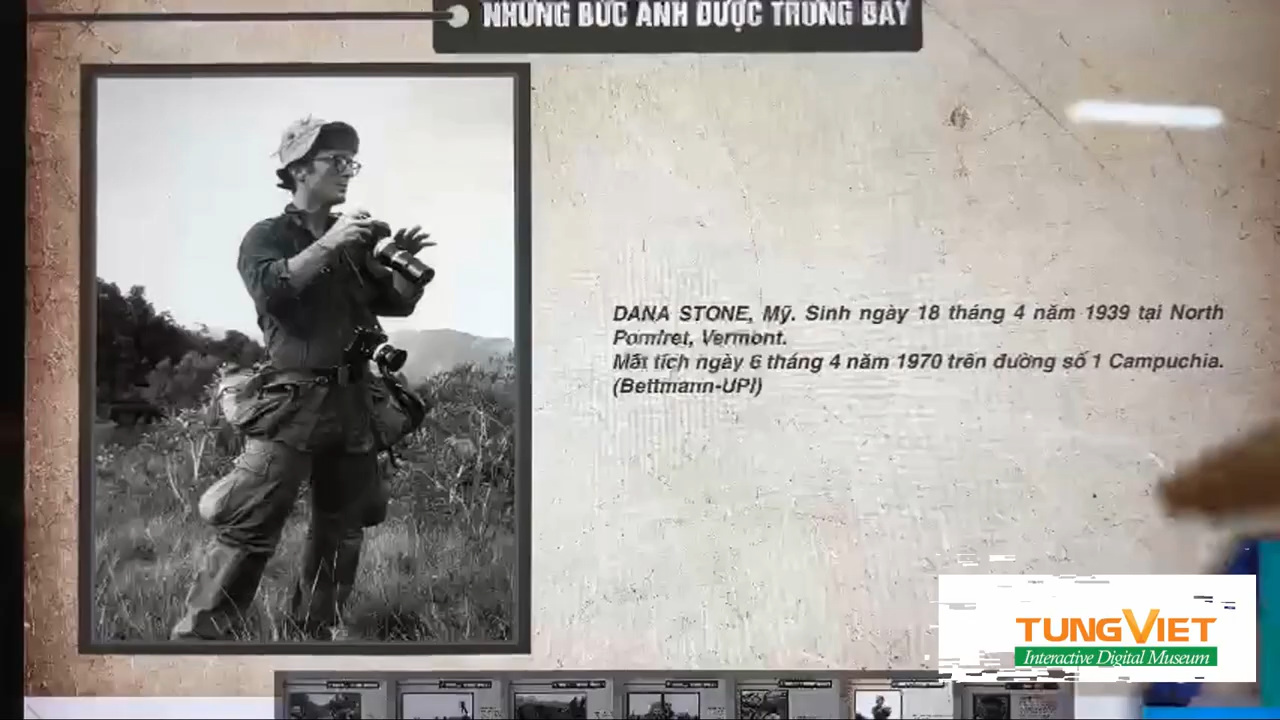 NHỮNG BỨC ẢNH ĐƯỢC TRƯNG BÀY
DANA STONE, Mỹ. Sinh ngày 18 tháng 4 năm 1939 tại North
Pomfret, Vermont.
Mất tích ngày 6 tháng 4 năm 1970 trên đường số 1 Campuchia.
(Bettmann-UPI)
TUNGVIET
Interactive Digital Museum